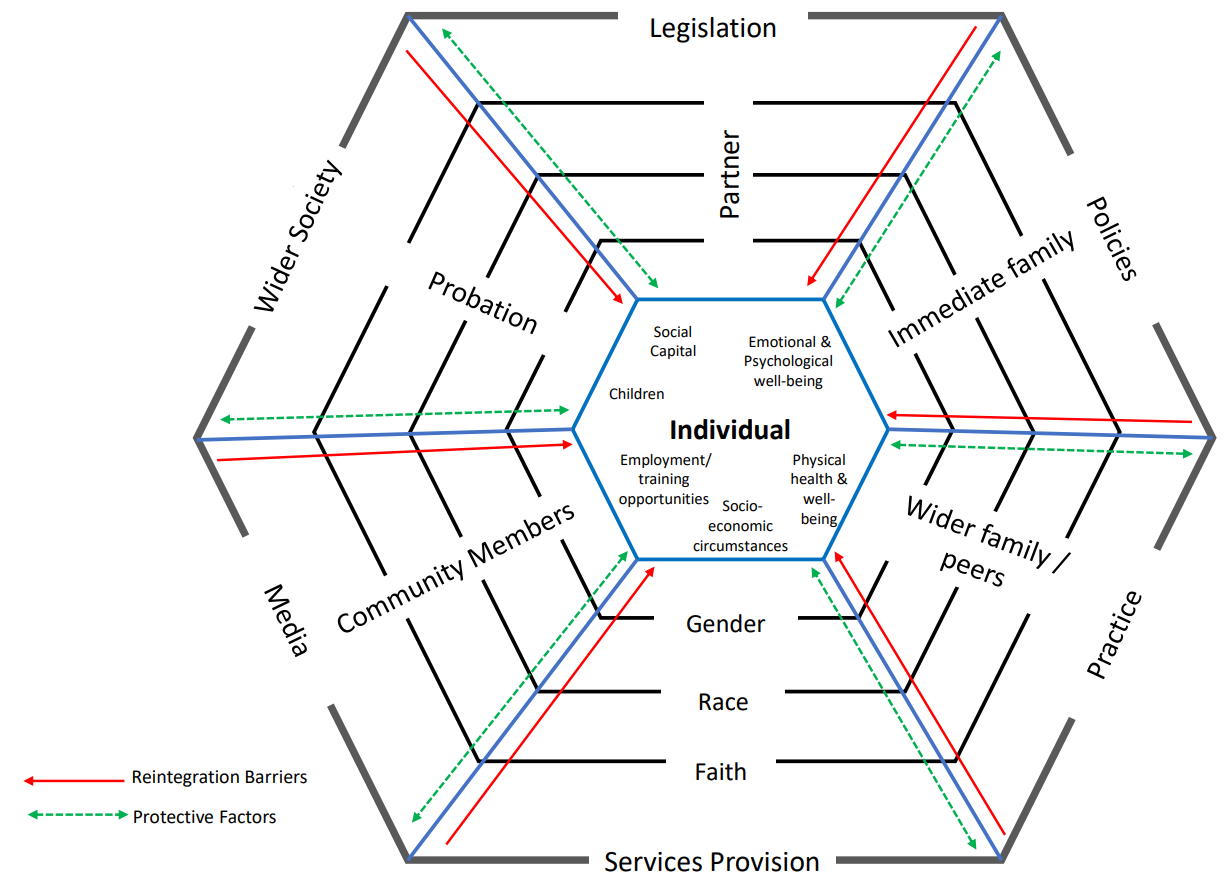 Legislation
Partner
Wider Society
Policies
Immediate family
Probation
Social
Capital
Emotional &
Psychological
well-being
Children
Individual
Employment/
training
opportunities
Physical
health &
well-
being
Socio-
economic
circumstances
Wider family /
peers
Community Members
Media
Practice
Gender
Race
Faith
Services Provision
Reintegration Barriers
Protective Factors